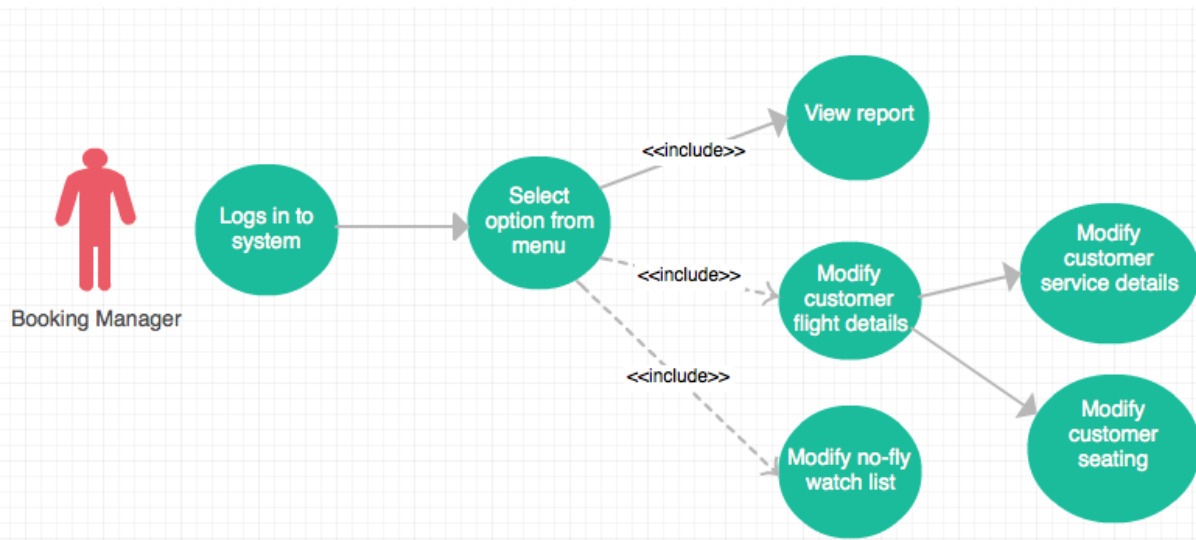 View report
<<include>>
Select
option from
menu
Logs in to
system
Booking Manager
<<include>>
Modify
customer
flight details
Modify
customer
service details
<<include>>
Modify no-fly
watch list
Modify
customer
seating